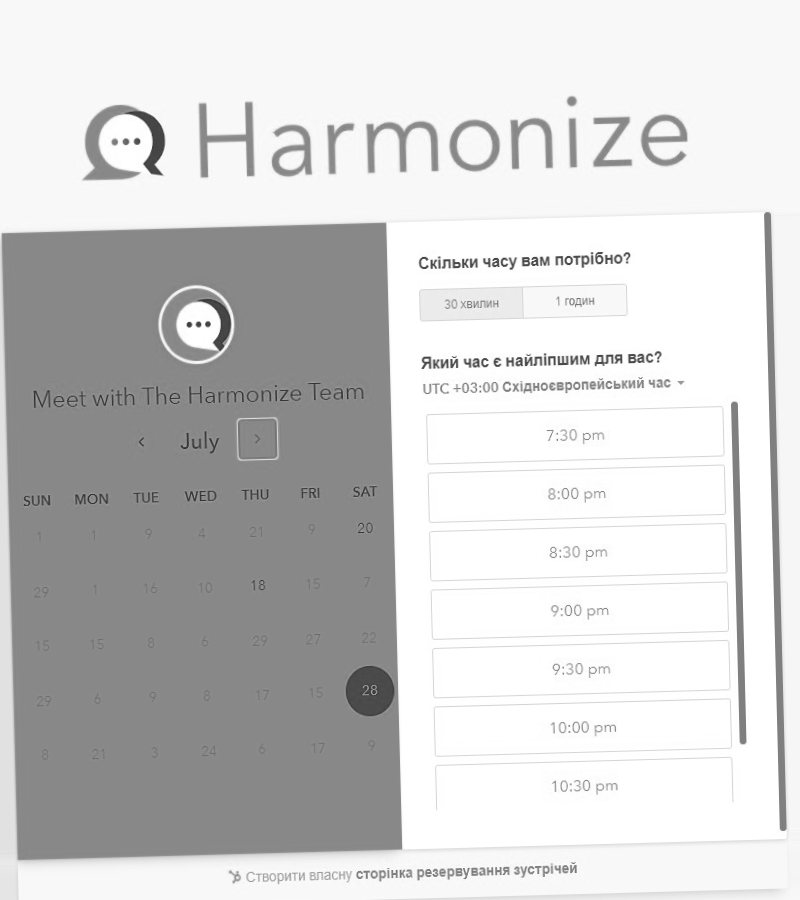 Harmonize
Meet with The Harmonize Team
July
SUN MON TUE WED THU FRI SAT
1 1 9 4 21 9 20
29 1 16 10 18 15 7
15 15 8 6 29 27 22
29 6 9 8 17 15 28
8 21 3 24 6 17 9
Скільки часу вам потрібно?
30 хвилин 1 годин
Який час є найліпшим для вас?
UTC +03:00 Східноєвропейський час
7:30 pm
8:00 pm
8:30 pm
9:00 pm
9:30 pm
10:00 pm
10:30 pm
Створити власну сторінка резервування зустрічей